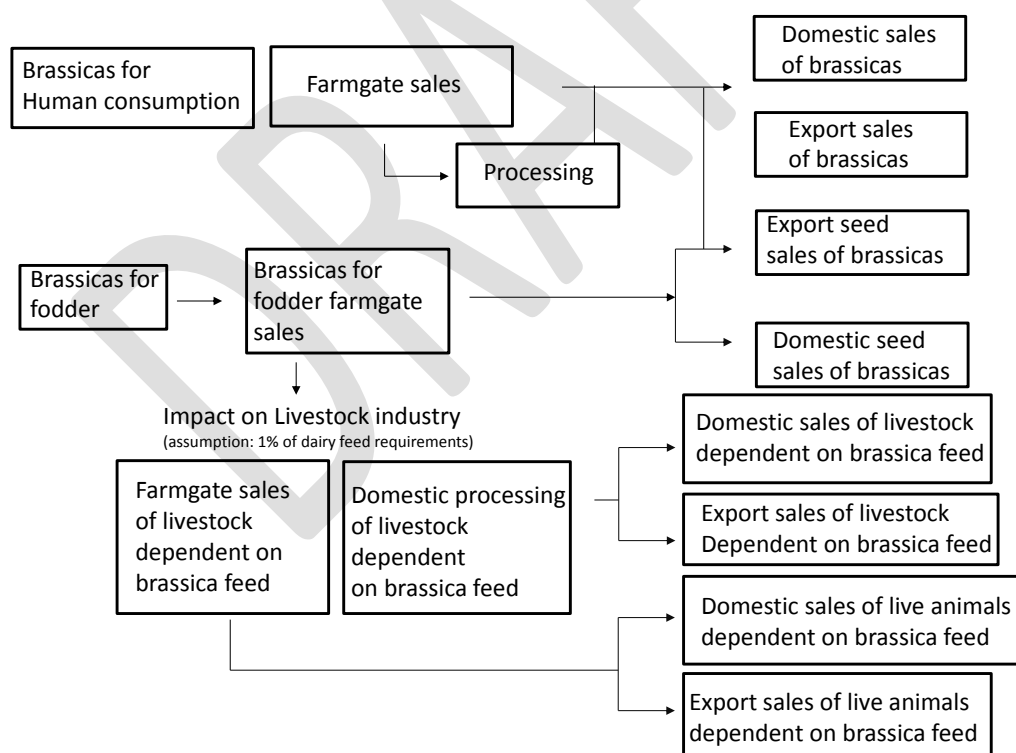 Brassicas for
Human consumption
Farmgate sales
Domestic sales
of brassicas
Export sales
of brassicas
Processing
Export seed
sales of brassicas
Brassicas for
fodder
Brassicas for
fodder farmgate
sales
Domestic seed
sales of brassicas
Impact on Livestock industry
(assumption: 1% of dairy feed requirements)
Farmgate sales
of livestock
dependent on
brassica feed
Domestic processing
of livestock
dependent
on brassica feed
Domestic sales of livestock
dependent on brassica feed
Export sales of livestock
Dependent on brassica feed
Domestic sales of live animals
dependent on brassica feed
Export sales of live animals
dependent on brassica feed
DRAF